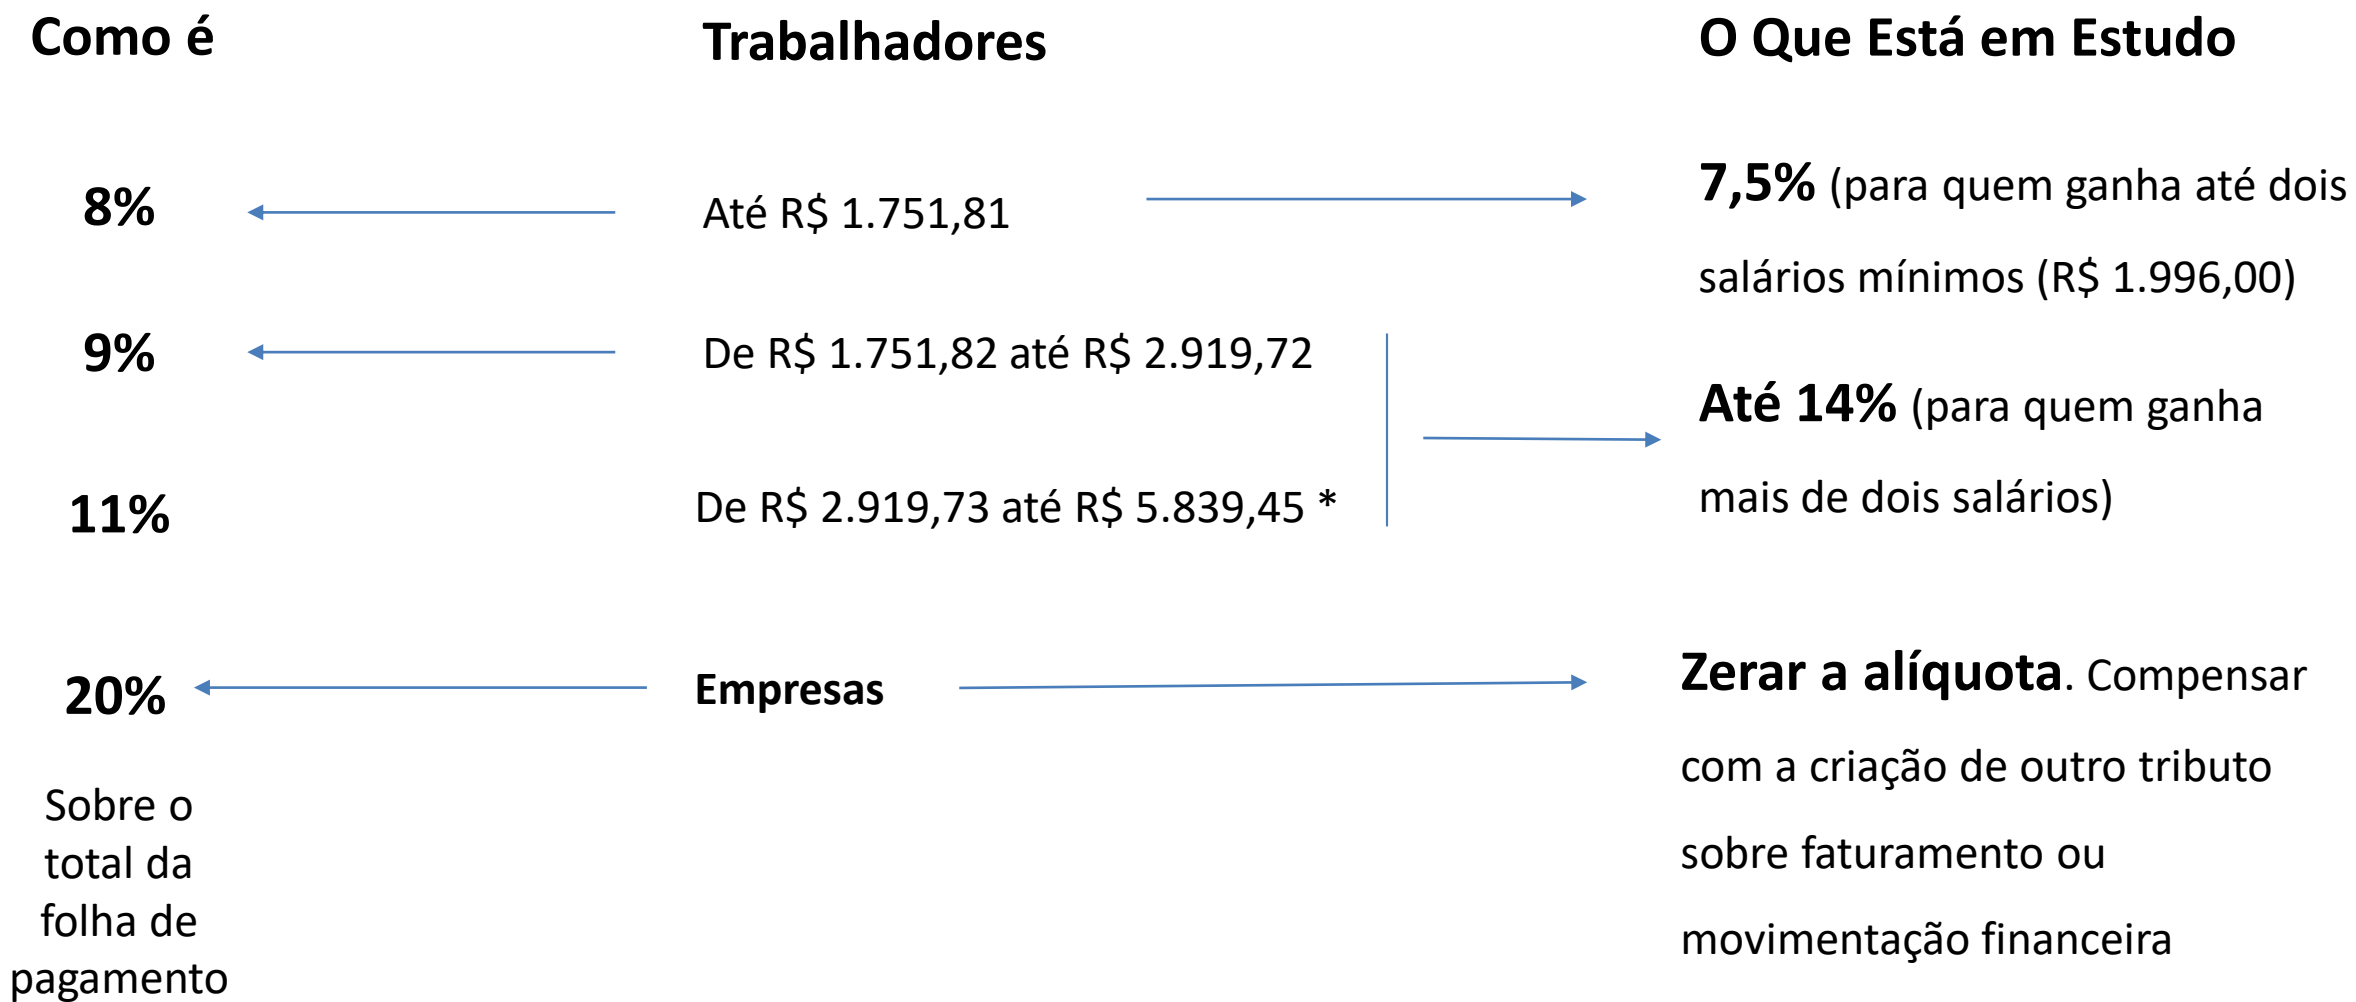 Como é
Trabalhadores
O Que Está em Estudo
8%
Até R$ 1.751,81
7,5% (para quem ganha até dois
salários mínimos (R$ 1.996,00)
9%
De R$ 1.751,82 até R$ 2.919,72
Até 14% (para quem ganha
mais de dois salários)
11%
De R$ 2.919,73 até R$ 5.839,45 *
20%
Sobre o
total da
folha de
pagamento
Empresas
Zerar a alíquota. Compensar
com a criação de outro tributo
sobre faturamento ou
movimentação financeira